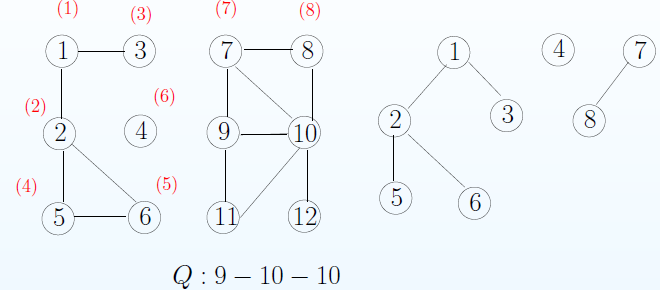 (1) (3) (7) (8)
1 3 7 8 1 4 7
(2) (6)
2 4 9 10 2 3 8
(4) (5)
5 6 11 12 5 6
Q : 9 − 10 − 10